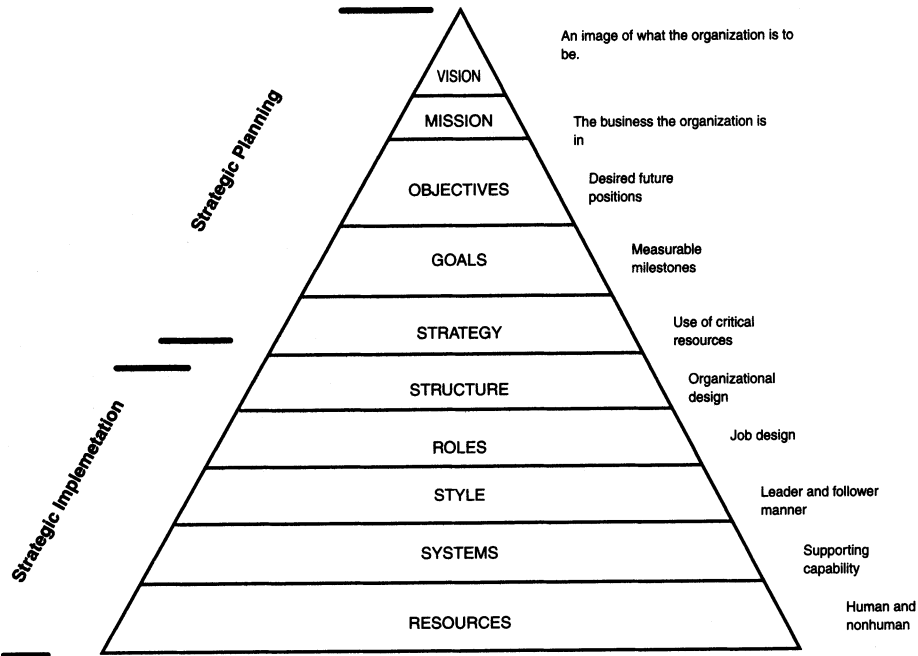 An image of what the organization is to
be.
VISION
MISSION
The business the organization is
in
Strategic Planning
OBJECTIVES
Desired future
positions
GOALS
Measurable
milestones
STRATEGY
Use of critical
resources
STRUCTURE
Organizational
design
Strategic Implemetation
ROLES
Job design
STYLE
Leader and follower
manner
SYSTEMS
Supporting
capability
RESOURCES
Human and
nonhuman